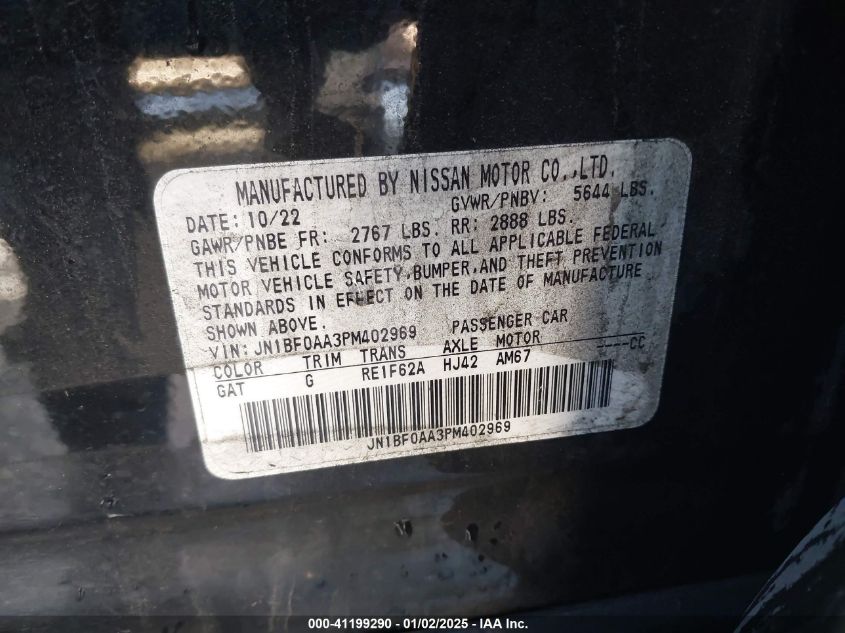 MANUFACTURED BY NISSAN MOTOR CO.,LTD.
DATE: 10/22 GVWR/PNBV: 5644 LBS.
GAWR/PNBE FR: 2767 LBS. RR: 2888 LBS.
THIS VEHICLE CONFORMS TO ALL APPLICABLE FEDERAL
MOTOR VEHICLE SAFETY,BUMPER,AND THEFT PREVENTION
STANDARDS IN EFFECT ON THE DATE OF MANUFACTURE
SHOWN ABOVE.
VIN: JN1BF0AA3PM402969 PASSENGER CAR
COLOR TRIM TRANS AXLE MOTOR
GAT G RE1F62A HJ42 AM67 ----CC
JN1BF0AA3PM402969
000-41199290 - 01/02/2025 - IAA Inc.